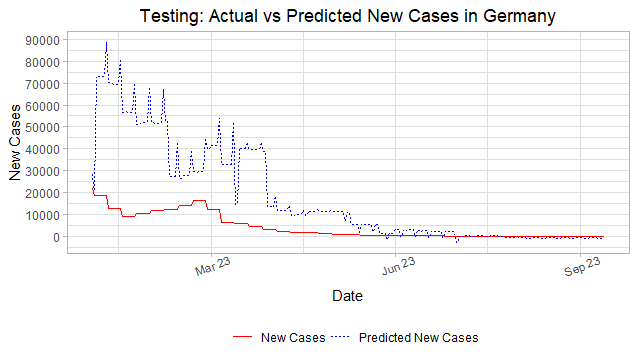 Testing: Actual vs Predicted New Cases in Germany
90000
80000
70000
60000
50000
40000
30000
20000
10000
0
New Cases
Mar 23
Jun 23
Sep 23
Date
New Cases
Predicted New Cases